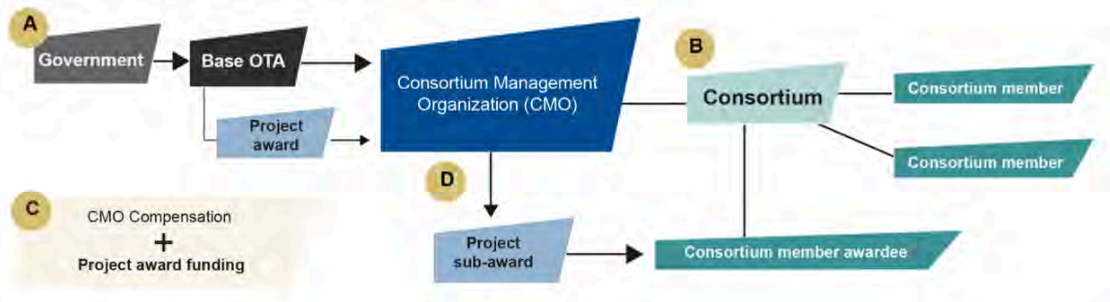 A
Government
Base OTA
Project
award
Consortium Management
Organization (CMO)
B
Consortium
Consortium member
Consortium member
C
CMO Compensation
+
Project award funding
D
Project
sub-award
Consortium member awardee